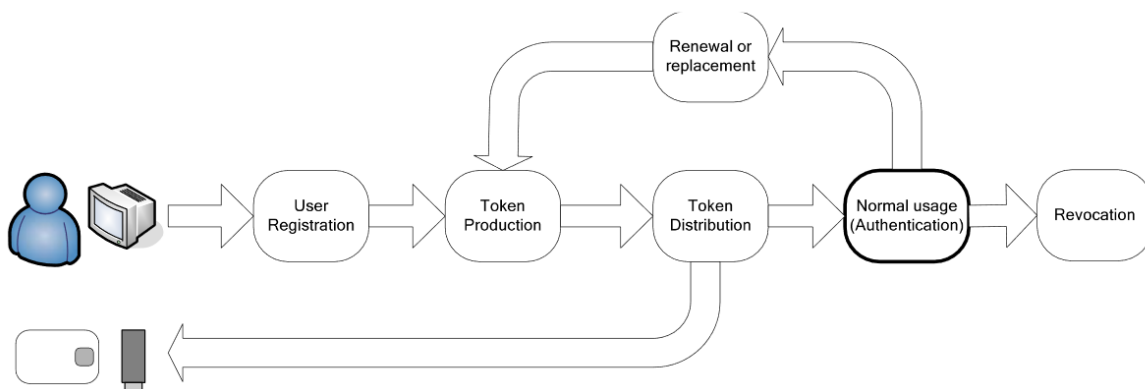 Renewal or
replacement
User
Registration
Token
Production
Token
Distribution
Normal usage
(Authentication)
Revocation